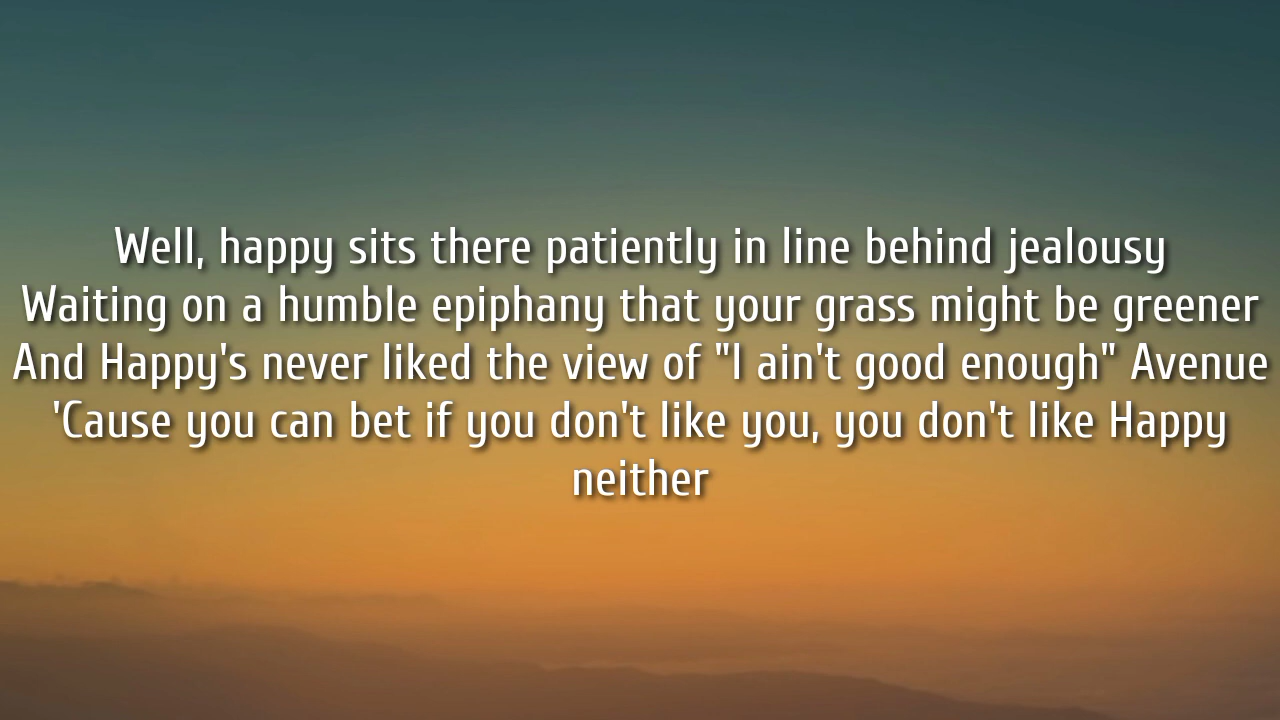 Well, happy sits there patiently in line behind jealousy
Waiting on a humble epiphany that your grass might be greener
And Happy's never liked the view of "I ain't good enough" Avenue
'Cause you can bet if you don't like you, you don't like Happy
neither